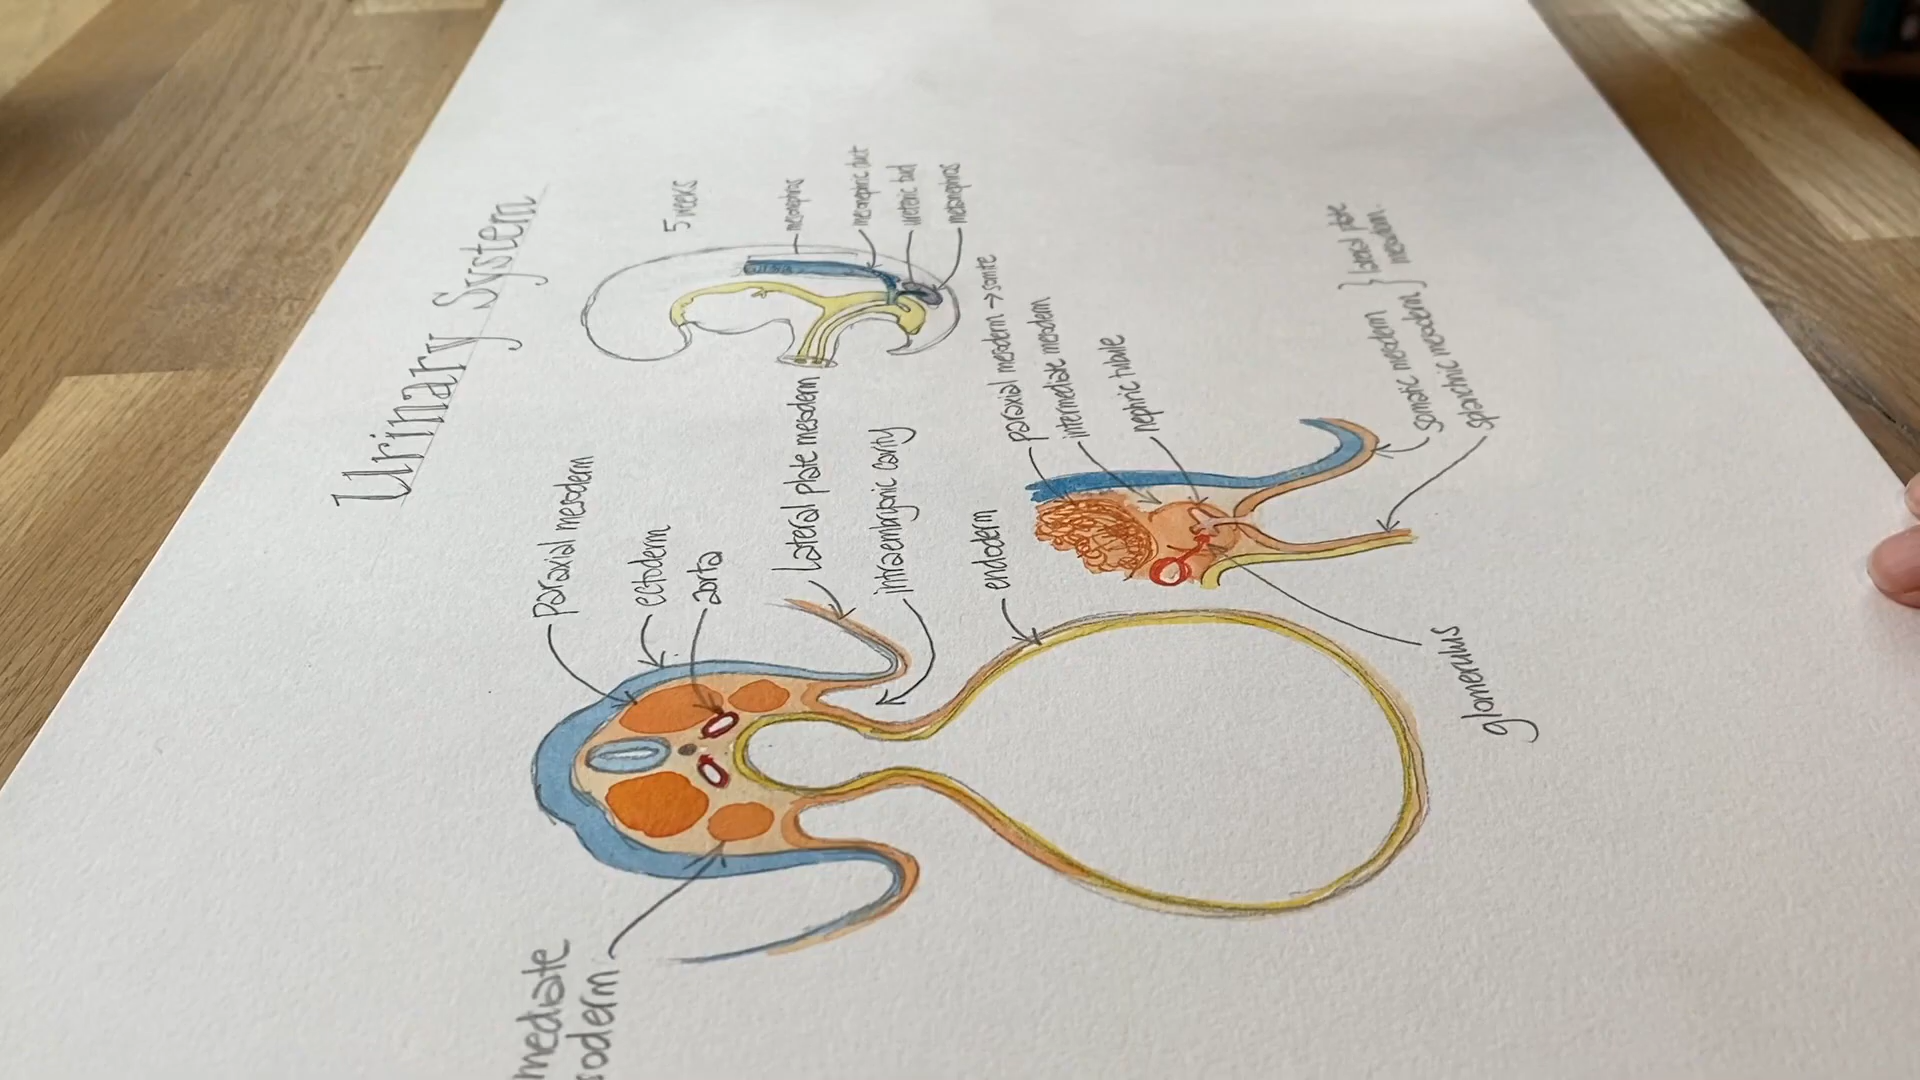 Urinary System
5 weeks
mesonephros
mesonephric duct
ureteric bud
metanephros
paraxial mesoderm
ectoderm
aorta
lateral plate mesoderm
intraembryonic cavity
endoderm
mediate
soderm
paraxial mesoderm → somite
intermediate mesoderm
nephric tubule
somatic mesoderm
splanchnic mesoderm
} lateral plate
mesoderm.
glomerulus